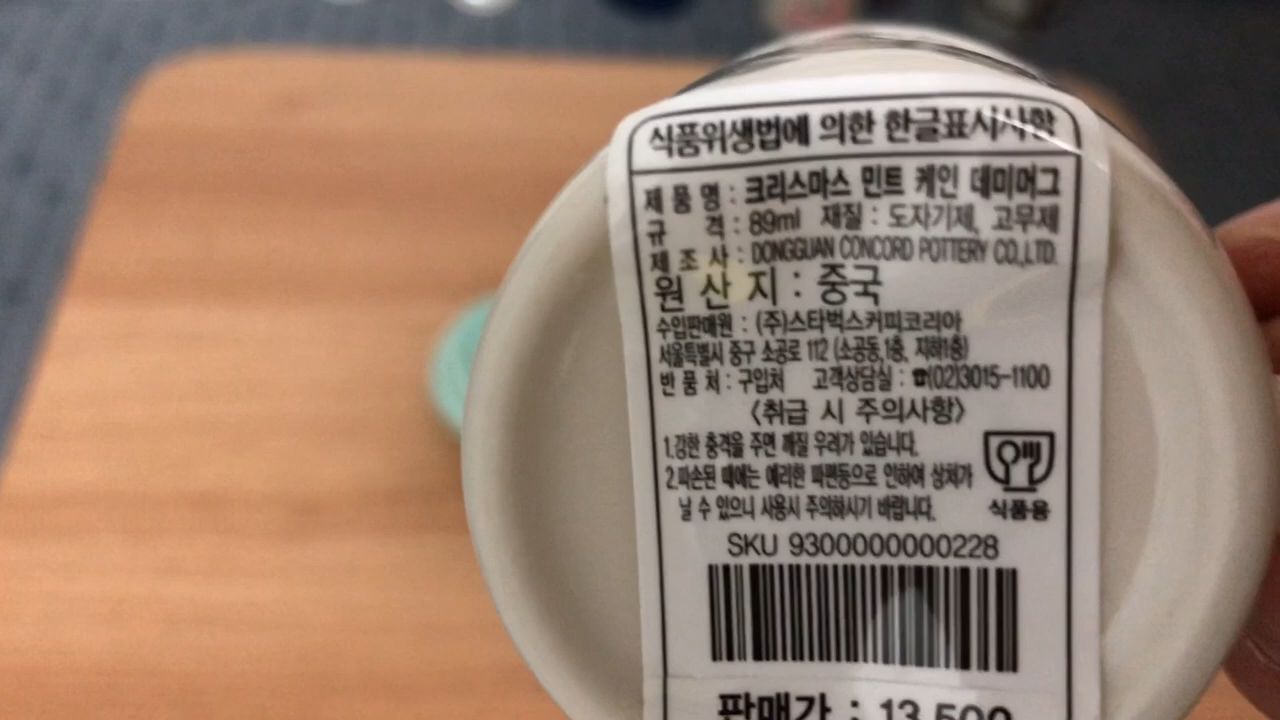 식품위생법에 의한 한글표시사항
제 품 명 : 크리스마스 민트 케인 데미머그
규 격 : 89ml 재질 : 도자기제, 고무제
제 조 사 : DONGGUAN CONCORD POTTERY CO.,LTD.
원 산 지 : 중국
수입판매원 : (주)스타벅스커피코리아
서울특별시 중구 소공로 112 (소공동,1층, 지하1층)
반 품 처 : 구입처 고객상담실 : ☎(02)3015-1100
<취급 시 주의사항>
1.강한 충격을 주면 깨질 우려가 있습니다.
2.파손된 때에는 예리한 파편등으로 인하여 상처가
날 수 있으니 사용시 주의하시기 바랍니다.
식품용
SKU 9300000000228
판매가 : 13,500